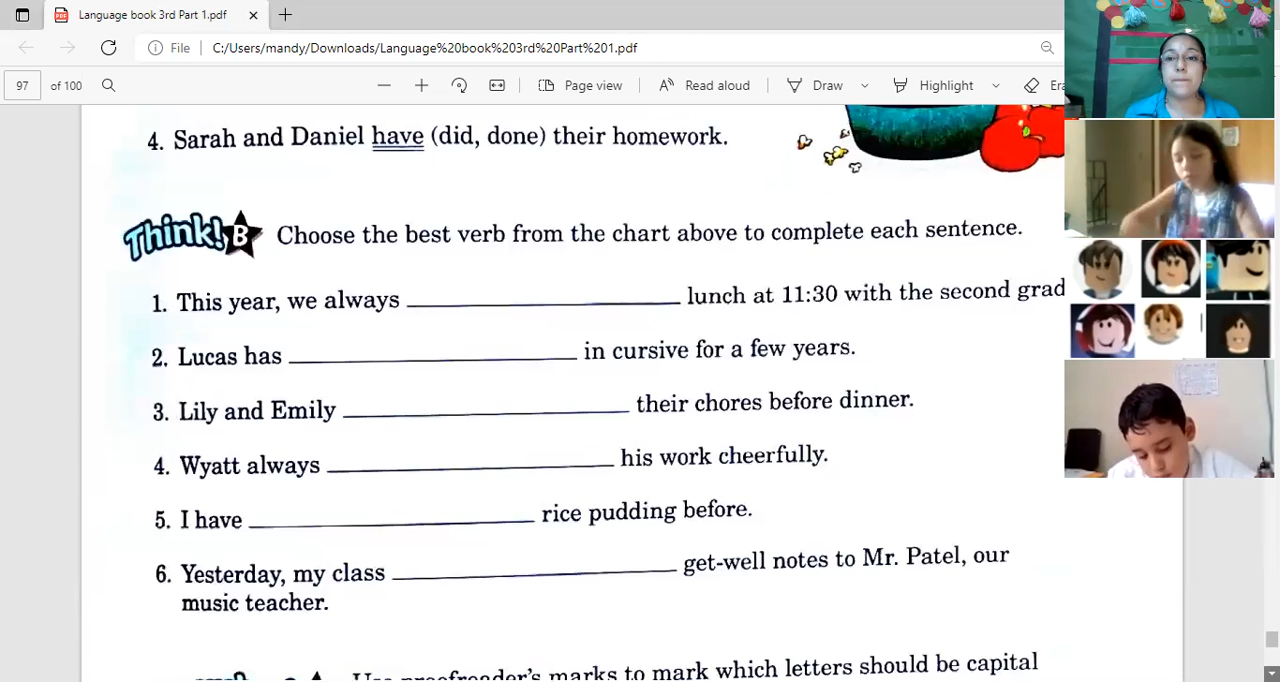 Language book 3rd Part 1.pdf
File C:/Users/mandy/Downloads/Language%20book%203rd%20Part%201.pdf
97 of 100 Page view Read aloud Draw Highlight Era
4. Sarah and Daniel have (did, done) their homework.
Think! B Choose the best verb from the chart above to complete each sentence.
1. This year, we always lunch at 11:30 with the second grad
2. Lucas has in cursive for a few years.
3. Lily and Emily their chores before dinner.
4. Wyatt always his work cheerfully.
5. I have rice pudding before.
6. Yesterday, my class get-well notes to Mr. Patel, our
music teacher.
Use proofreader's marks to mark which letters should be capital